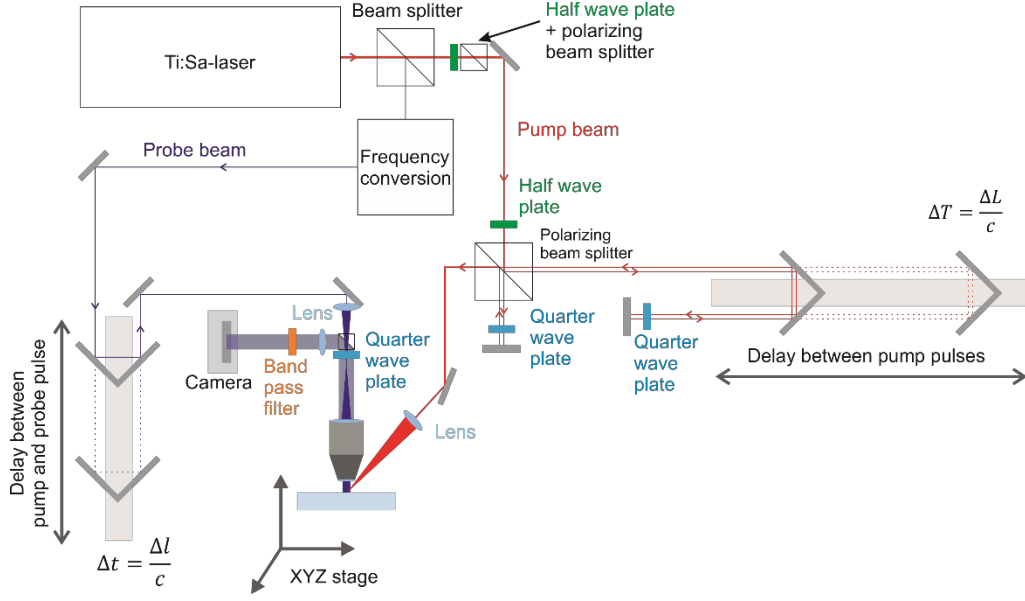 Beam splitter
Half wave plate
+ polarizing
beam splitter
Ti:Sa-laser
Pump beam
Probe beam
Frequency
conversion
Half wave
plate
Polarizing
beam splitter
ΔT = ΔL/c
Lens
Quarter
wave
plate
Camera
Band
pass
filter
Quarter
wave
plate
Quarter
wave
plate
Delay between pump pulses
Lens
Delay between
pump and probe pulse
Δt = Δl/c
XYZ stage